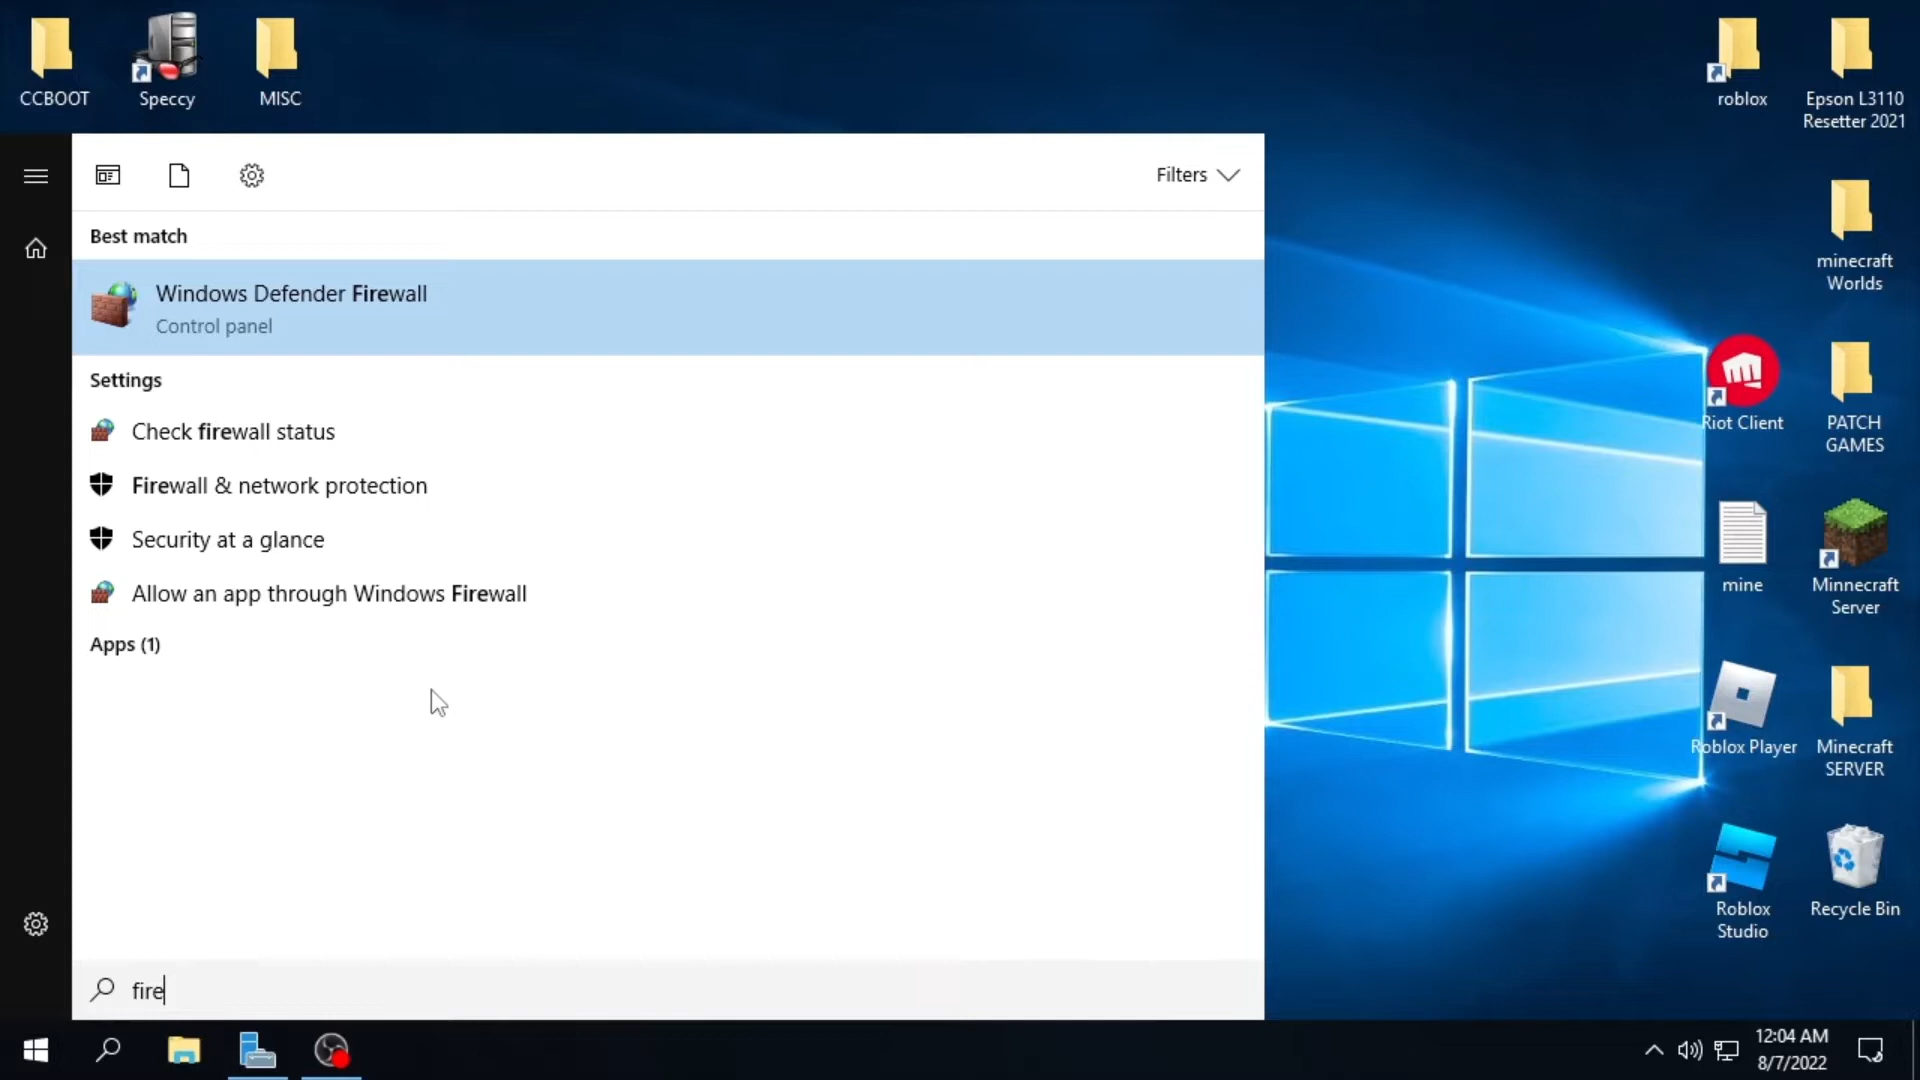 CCBOOT
Speccy
MISC
roblox
Epson L3110
Resetter 2021
Filters
Best match
Windows Defender Firewall
Control panel
Settings
Check firewall status
Firewall & network protection
Security at a glance
Allow an app through Windows Firewall
Apps (1)
fire
minecraft
Worlds
Riot Client
PATCH
GAMES
mine
Minnecraft
Server
Roblox Player
Minecraft
SERVER
Roblox
Studio
Recycle Bin
12:04 AM
8/7/2022